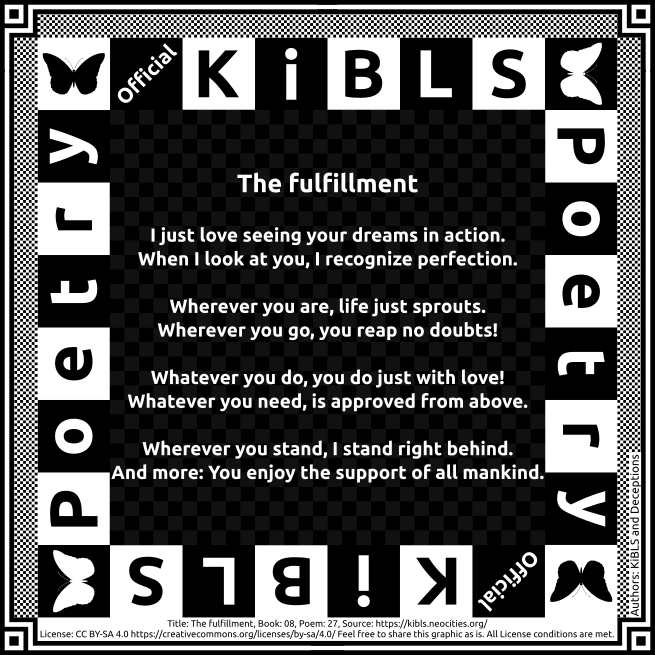 Official KiBLS
Poetry
Poetry
The fulfillment
I just love seeing your dreams in action.
When I look at you, I recognize perfection.
Wherever you are, life just sprouts.
Wherever you go, you reap no doubts!
Whatever you do, you do just with love!
Whatever you need, is approved from above.
Wherever you stand, I stand right behind.
And more: You enjoy the support of all mankind.
Official KiBLS
Authors: KiBLS and Deceptions
Title: The fulfillment, Book: 08, Poem: 27, Source: https://kibls.neocities.org/
License: CC BY-SA 4.0 https://creativecommons.org/licenses/by-sa/4.0/ Feel free to share this graphic as is. All License conditions are met.